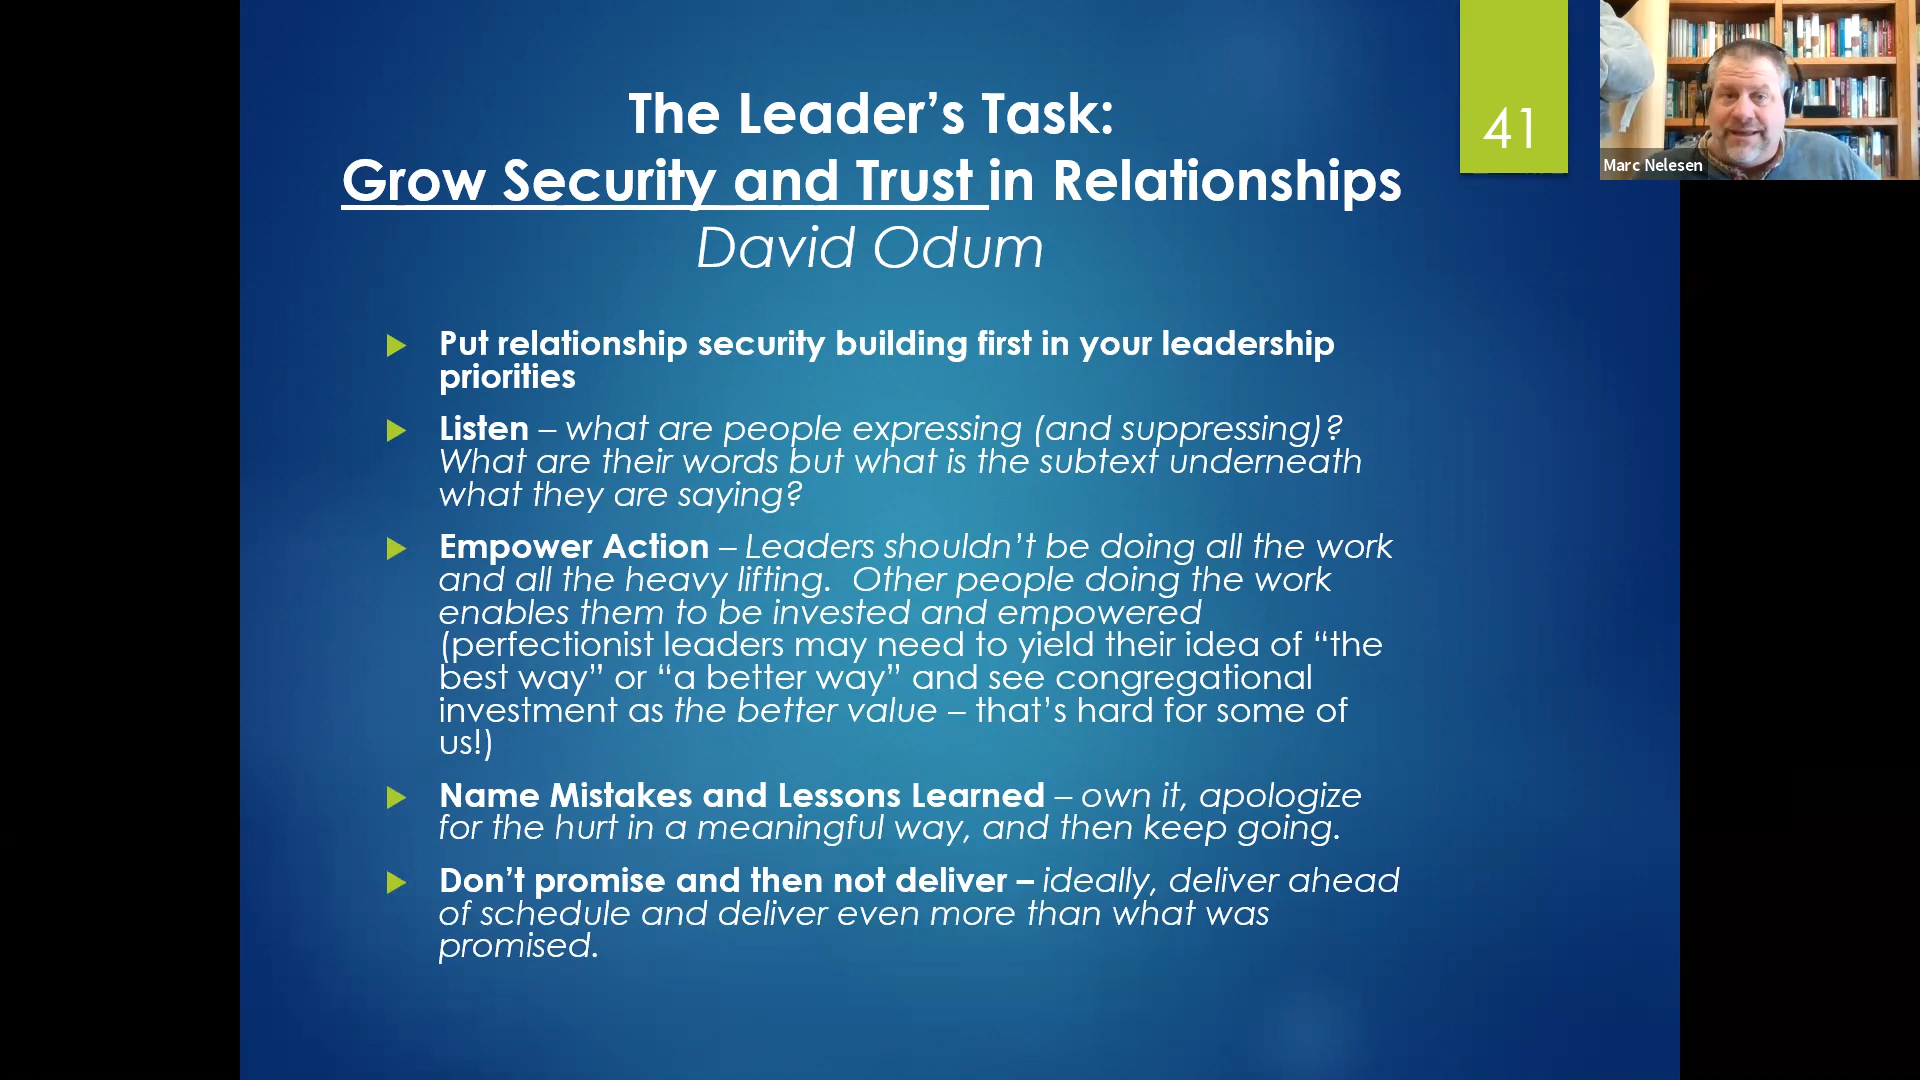 The Leader’s Task:
Grow Security and Trust in Relationships
David Odum
41
Marc Nelesen
Put relationship security building first in your leadership
priorities
Listen – what are people expressing (and suppressing)?
What are their words but what is the subtext underneath
what they are saying?
Empower Action – Leaders shouldn’t be doing all the work
and all the heavy lifting.  Other people doing the work
enables them to be invested and empowered
(perfectionist leaders may need to yield their idea of “the
best way” or “a better way” and see congregational
investment as the better value – that’s hard for some of
us!)
Name Mistakes and Lessons Learned – own it, apologize
for the hurt in a meaningful way, and then keep going.
Don’t promise and then not deliver – ideally, deliver ahead
of schedule and deliver even more than what was
promised.